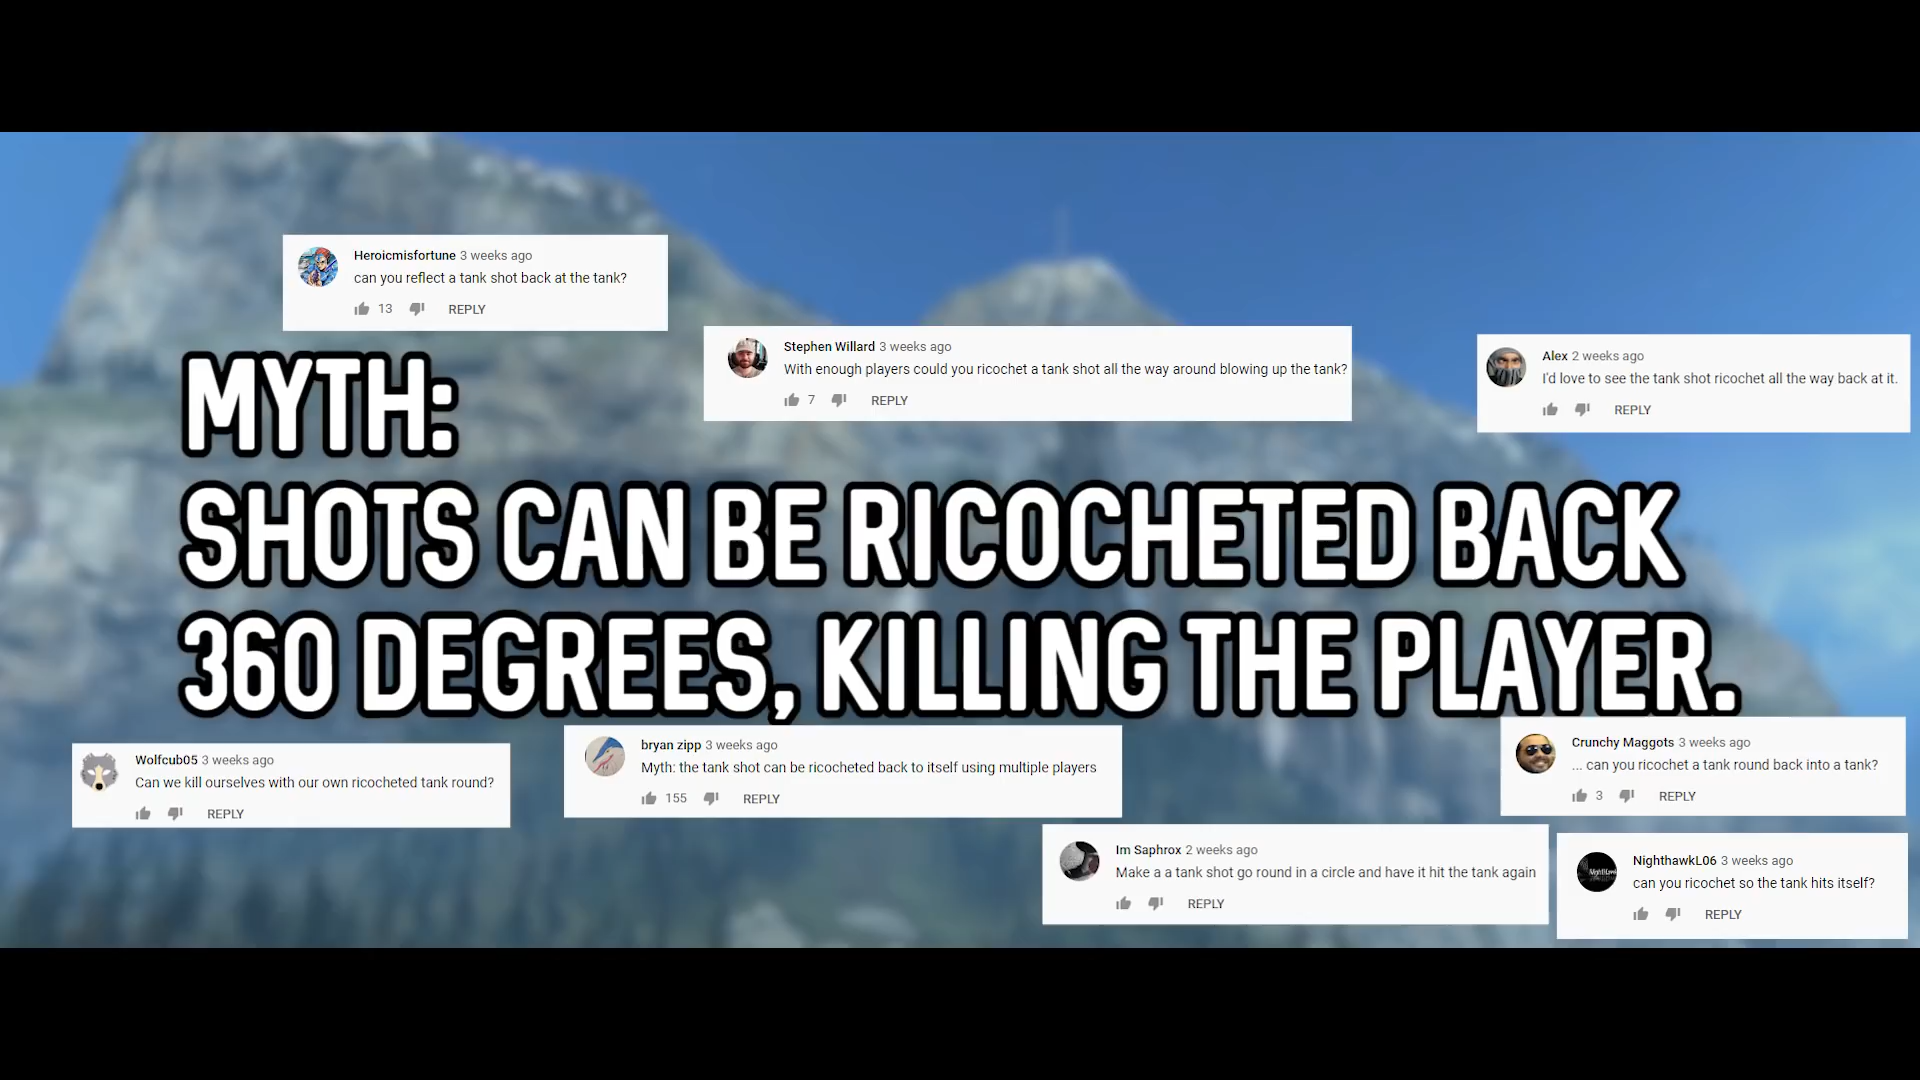 Heroicmisfortune 3 weeks ago
can you reflect a tank shot back at the tank?
13 REPLY
Stephen Willard 3 weeks ago
With enough players could you ricochet a tank shot all the way around blowing up the tank?
7 REPLY
Alex 2 weeks ago
I'd love to see the tank shot ricochet all the way back at it.
REPLY
MYTH:
SHOTS CAN BE RICOCHETED BACK
360 DEGREES, KILLING THE PLAYER.
Wolfcub05 3 weeks ago
Can we kill ourselves with our own ricocheted tank round?
REPLY
bryan zipp 3 weeks ago
Myth: the tank shot can be ricocheted back to itself using multiple players
155 REPLY
Crunchy Maggots 3 weeks ago
... can you ricochet a tank round back into a tank?
3 REPLY
Im Saphrox 2 weeks ago
Make a a tank shot go round in a circle and have it hit the tank again
REPLY
NighthawkL06 3 weeks ago
can you ricochet so the tank hits itself?
REPLY